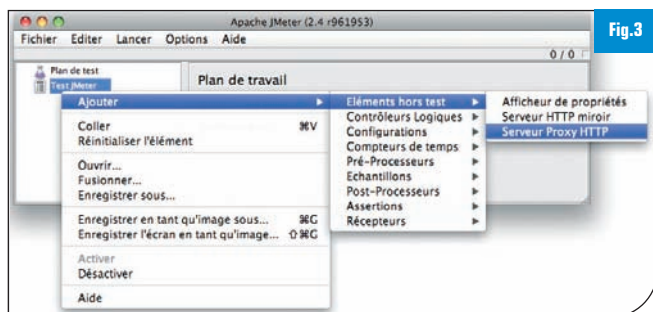 Apache JMeter (2.4 r961953)
Fig.3
Fichier Editer Lancer Options Aide
0 / 0
Plan de test
Test JMeter
Plan de travail
Ajouter
Coller ⌘V
Réinitialiser l'élément
Ouvrir...
Fusionner...
Enregistrer sous...
Enregistrer en tant qu'image sous... ⌘G
Enregistrer l'écran en tant qu'image... ⇧⌘G
Activer
Désactiver
Aide
Eléments hors test
Contrôleurs Logiques
Configurations
Compteurs de temps
Pré-Processeurs
Echantillons
Post-Processeurs
Assertions
Récepteurs
Afficheur de propriétés
Serveur HTTP miroir
Serveur Proxy HTTP